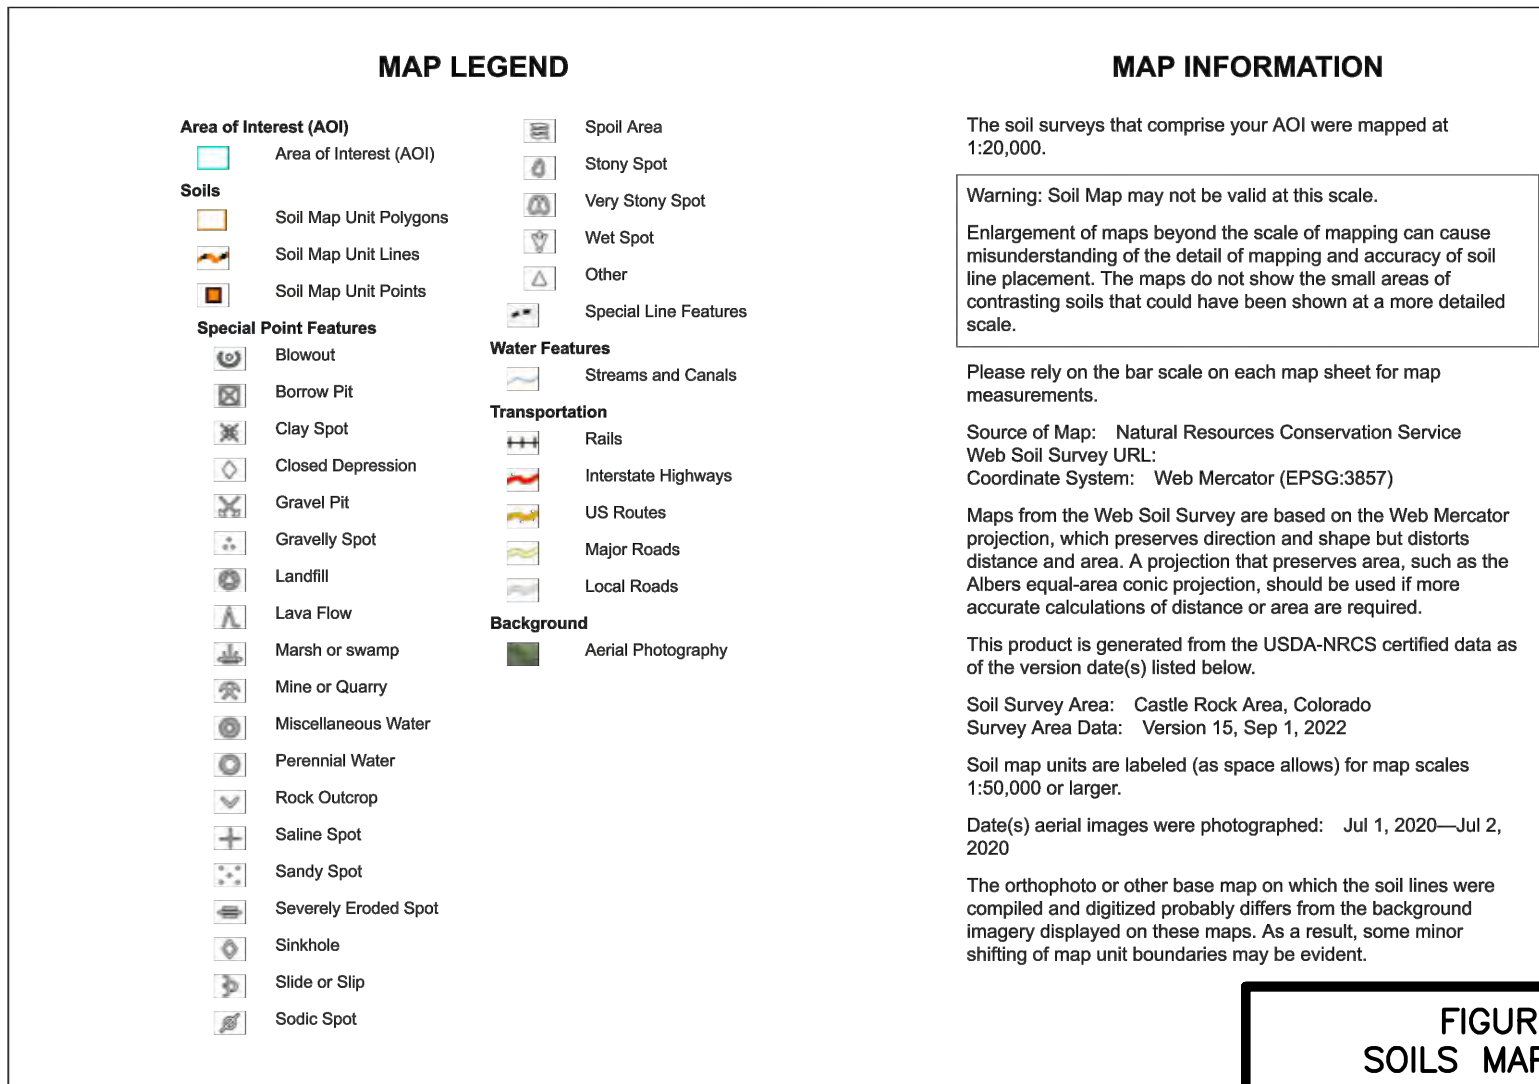 MAP LEGEND
Area of Interest (AOI)
Area of Interest (AOI)
Soils
Soil Map Unit Polygons
Soil Map Unit Lines
Soil Map Unit Points
Special Point Features
Blowout
Borrow Pit
Clay Spot
Closed Depression
Gravel Pit
Gravelly Spot
Landfill
Lava Flow
Marsh or swamp
Mine or Quarry
Miscellaneous Water
Perennial Water
Rock Outcrop
Saline Spot
Sandy Spot
Severely Eroded Spot
Sinkhole
Slide or Slip
Sodic Spot
Spoil Area
Stony Spot
Very Stony Spot
Wet Spot
Other
Special Line Features
Water Features
Streams and Canals
Transportation
Rails
Interstate Highways
US Routes
Major Roads
Local Roads
Background
Aerial Photography
MAP INFORMATION
The soil surveys that comprise your AOI were mapped at
1:20,000.
Warning: Soil Map may not be valid at this scale.
Enlargement of maps beyond the scale of mapping can cause
misunderstanding of the detail of mapping and accuracy of soil
line placement. The maps do not show the small areas of
contrasting soils that could have been shown at a more detailed
scale.
Please rely on the bar scale on each map sheet for map
measurements.
Source of Map: Natural Resources Conservation Service
Web Soil Survey URL:
Coordinate System: Web Mercator (EPSG:3857)
Maps from the Web Soil Survey are based on the Web Mercator
projection, which preserves direction and shape but distorts
distance and area. A projection that preserves area, such as the
Albers equal-area conic projection, should be used if more
accurate calculations of distance or area are required.
This product is generated from the USDA-NRCS certified data as
of the version date(s) listed below.
Soil Survey Area: Castle Rock Area, Colorado
Survey Area Data: Version 15, Sep 1, 2022
Soil map units are labeled (as space allows) for map scales
1:50,000 or larger.
Date(s) aerial images were photographed: Jul 1, 2020—Jul 2,
2020
The orthophoto or other base map on which the soil lines were
compiled and digitized probably differs from the background
imagery displayed on these maps. As a result, some minor
shifting of map unit boundaries may be evident.
FIGUR
SOILS MAP